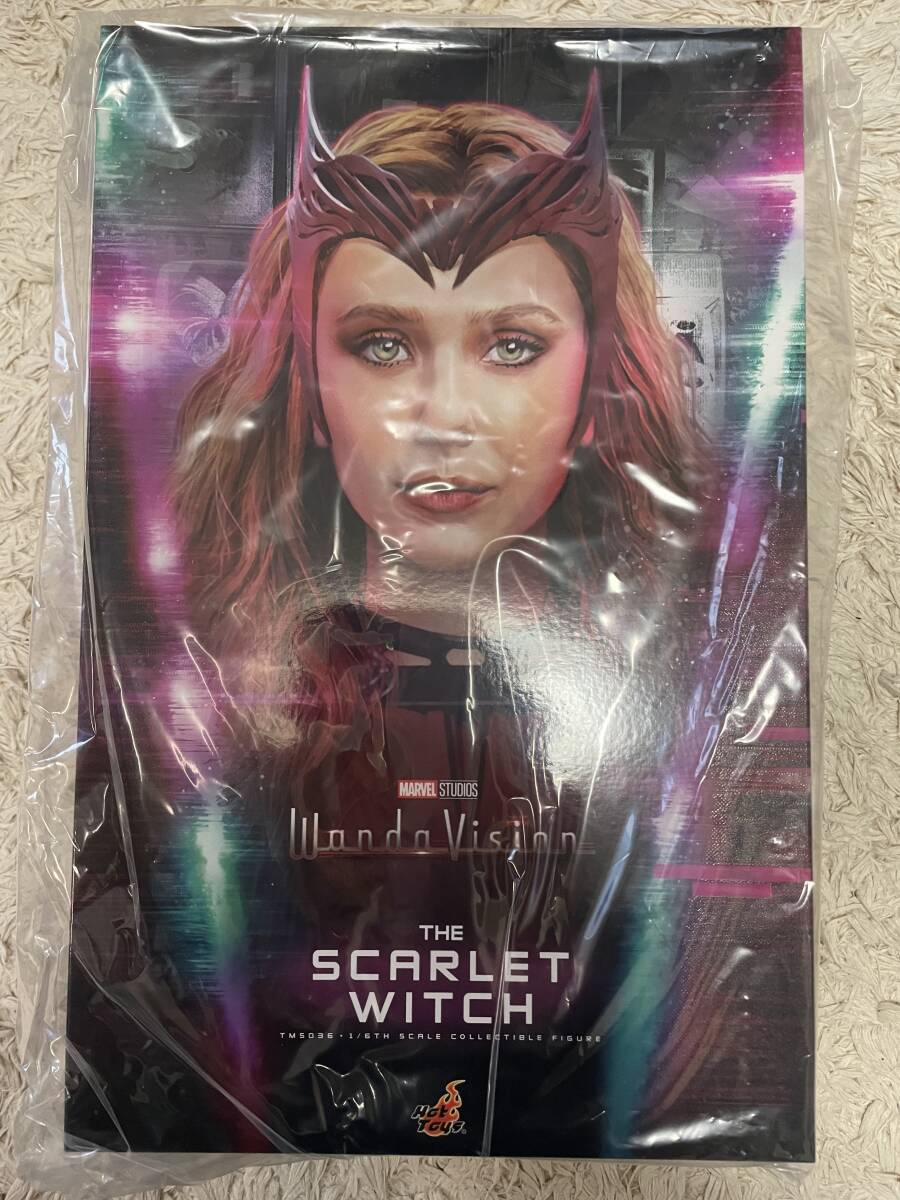 MARVEL STUDIOS
WandaVision
THE
SCARLET
WITCH
TMS036 • 1/6TH SCALE COLLECTIBLE FIGURE
HOT
TOYS